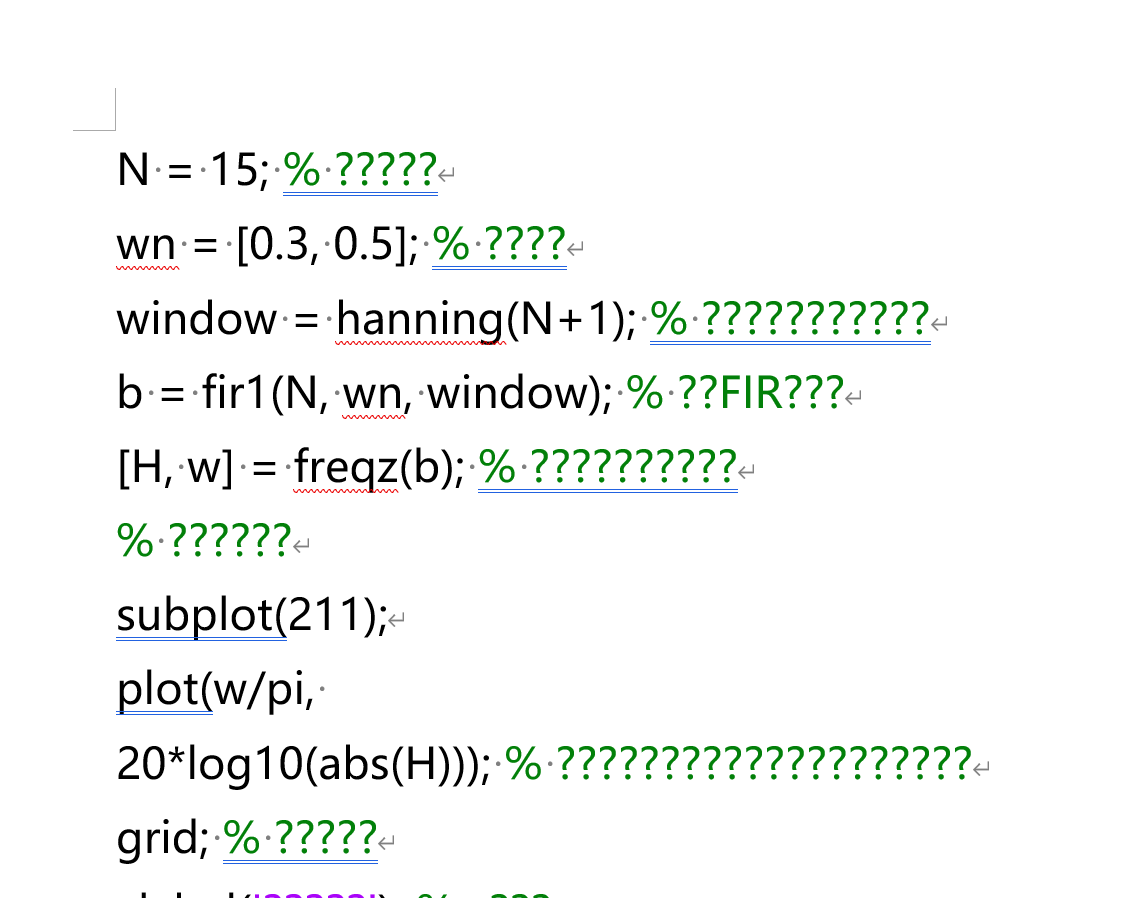 N = 15; % ?????
wn = [0.3, 0.5]; % ????
window = hanning(N+1); % ???????????
b = fir1(N, wn, window); % ??FIR???
[H, w] = freqz(b); % ??????????
% ??????
subplot(211);
plot(w/pi,
20*log10(abs(H))); % ????????????????????
grid; % ?????